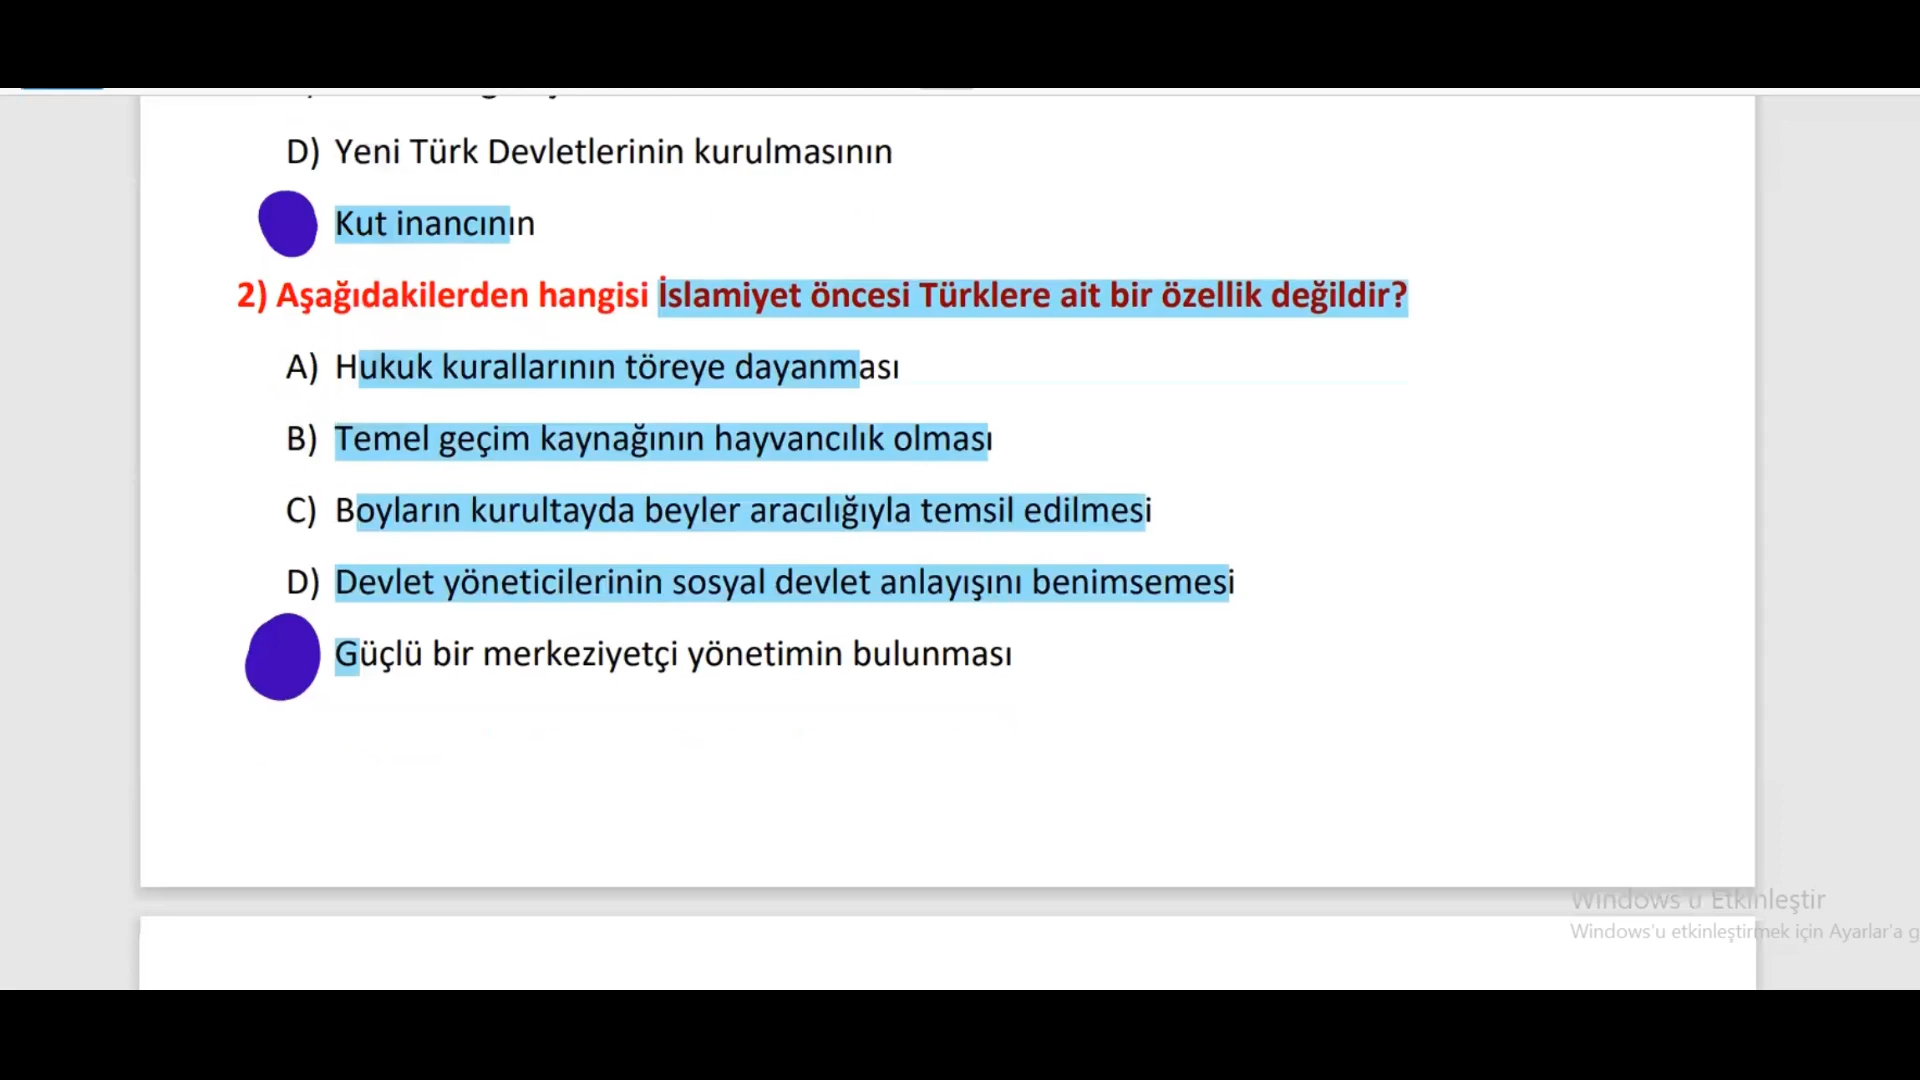 D) Yeni Türk Devletlerinin kurulmasının
Kut inancının
2) Aşağıdakilerden hangisi İslamiyet öncesi Türklere ait bir özellik değildir?
A) Hukuk kurallarının töreye dayanması
B) Temel geçim kaynağının hayvancılık olması
C) Boyların kurultayda beyler aracılığıyla temsil edilmesi
D) Devlet yöneticilerinin sosyal devlet anlayışını benimsemesi
Güçlü bir merkeziyetçi yönetimin bulunması
Windows'u Etkinleştir
Windows'u etkinleştirmek için Ayarlar'a g